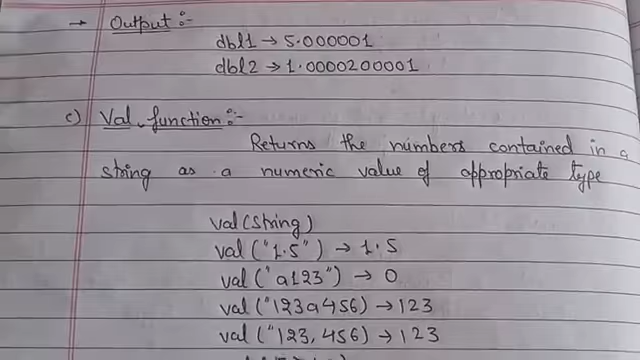 → Output :-
dbl1 → 5.000001
dbl2 → 1.0000200001
c) Val function :-
Returns the numbers contained in a
string as a numeric value of appropriate type
val(string)
val("1.5") → 1.5
val("a123") → 0
val("123a456) → 123
val("123,456) → 123